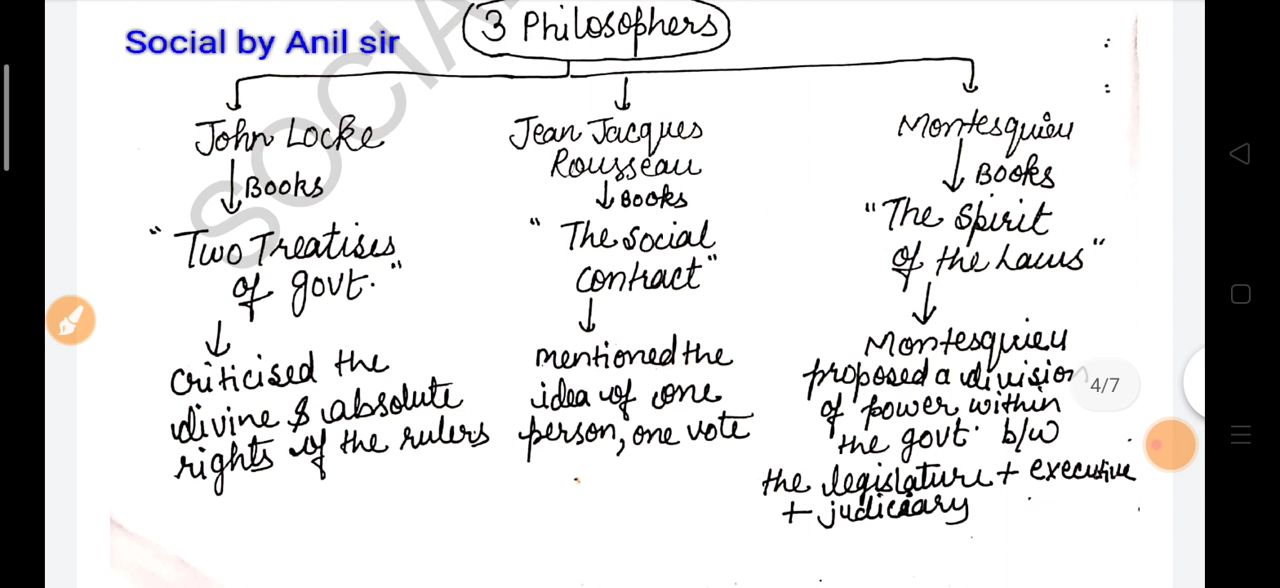 Social by Anil sir
3 Philosophers
SOCIAL
John Locke
Books
"Two Treatises
of govt."
criticised the
divine & absolute
rights of the rulers
Jean Jacques
Rousseau
Books
"The Social
contract"
mentioned the
idea of one
person, one vote
Montesquieu
Books
"The Spirit
of the Laws"
Montesquieu
proposed a division
of power within
the govt. b/w
the legislature + executive
+ judiciary
4/7